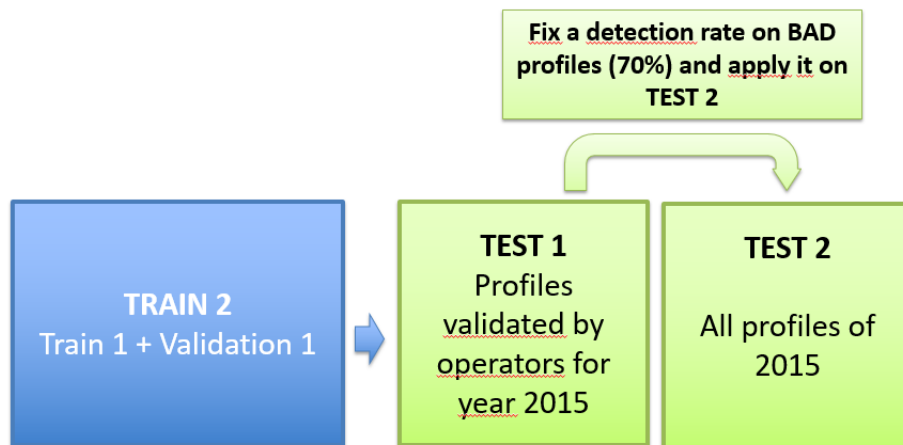 Fix a detection rate on BAD
profiles (70%) and apply it on
TEST 2
TRAIN 2
Train 1 + Validation 1
TEST 1
Profiles
validated by
operators for
year 2015
TEST 2
All profiles of
2015